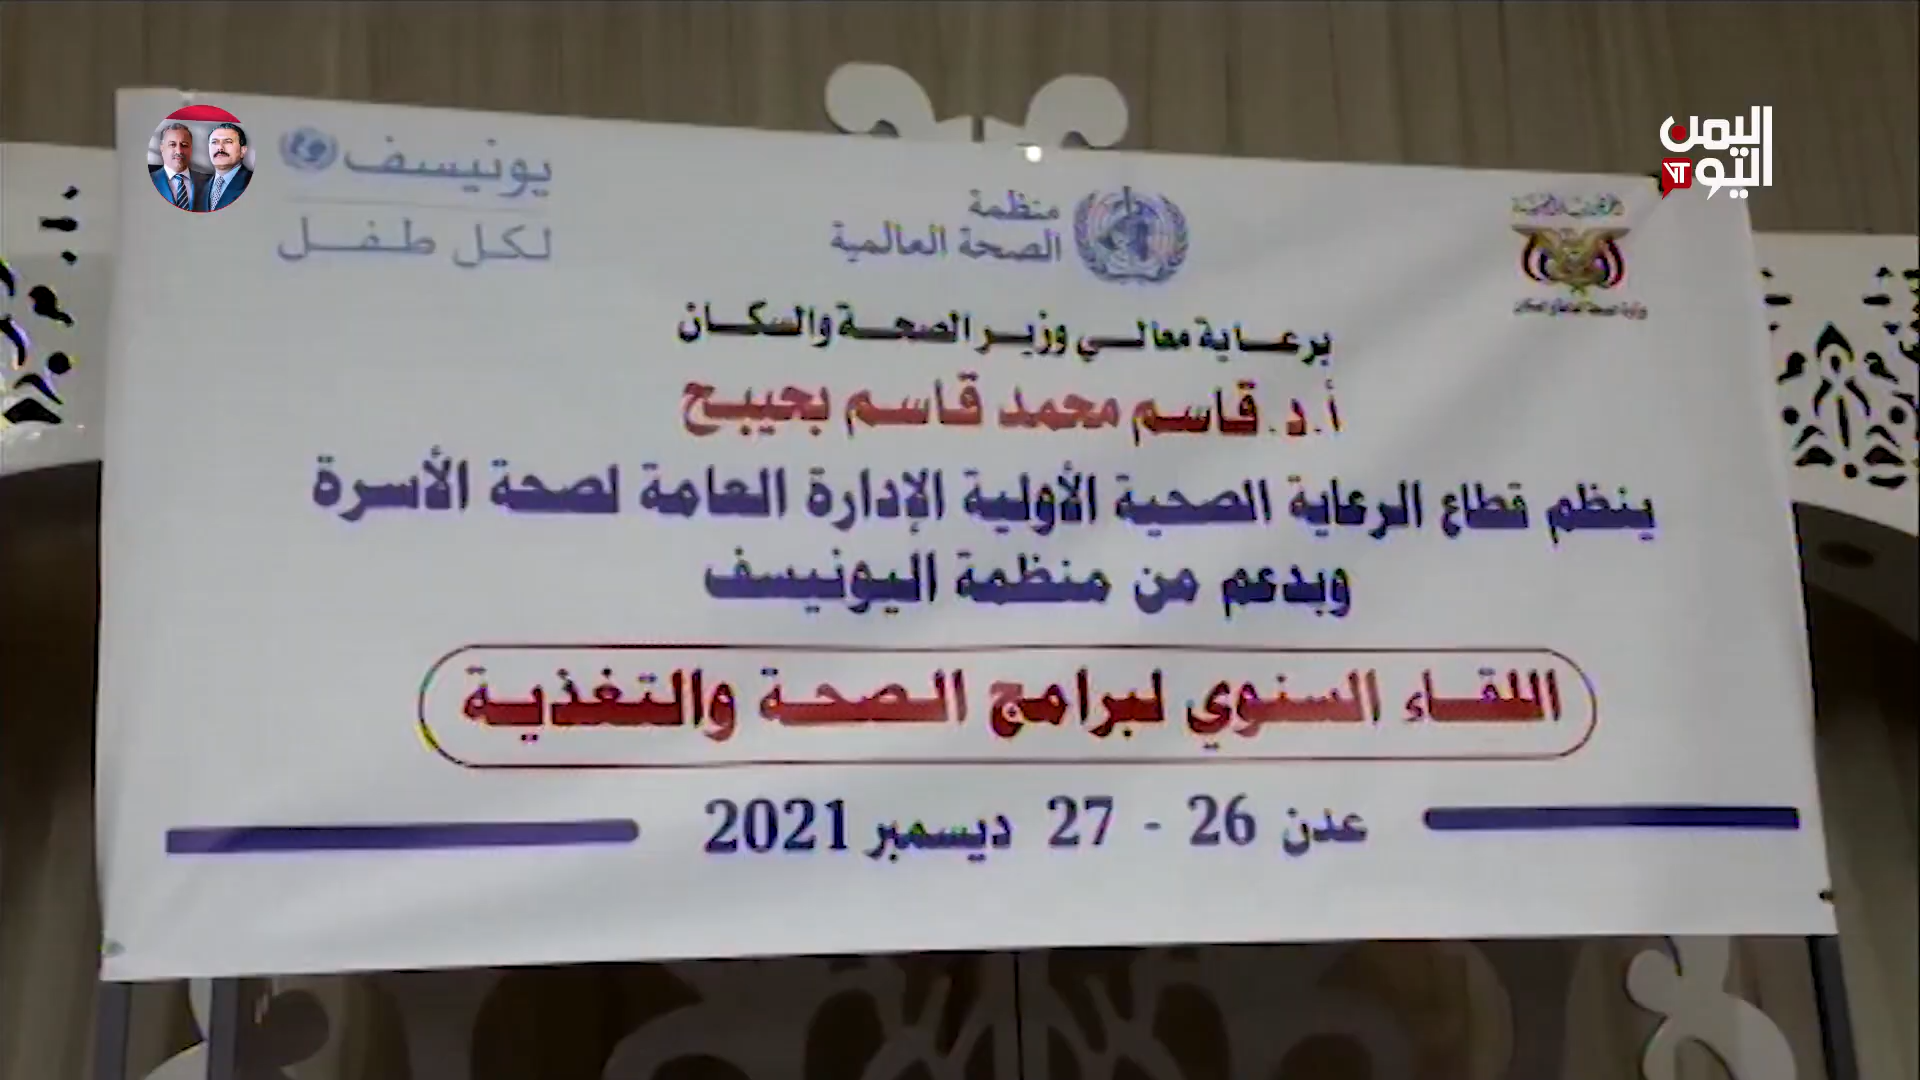 اليمن
اليوم
YT
يونيسف
لكل طفل
منظمة
الصحة العالمية
برعاية معالي وزير الصحة والسكان
أ.د. قاسم محمد قاسم بحيبح
ينظم قطاع الرعاية الصحية الأولية الإدارة العامة لصحة الأسرة
وبدعم من منظمة اليونيسف
اللقاء السنوي لبرامج الصحة والتغذية
عدن 26 - 27 ديسمبر 2021